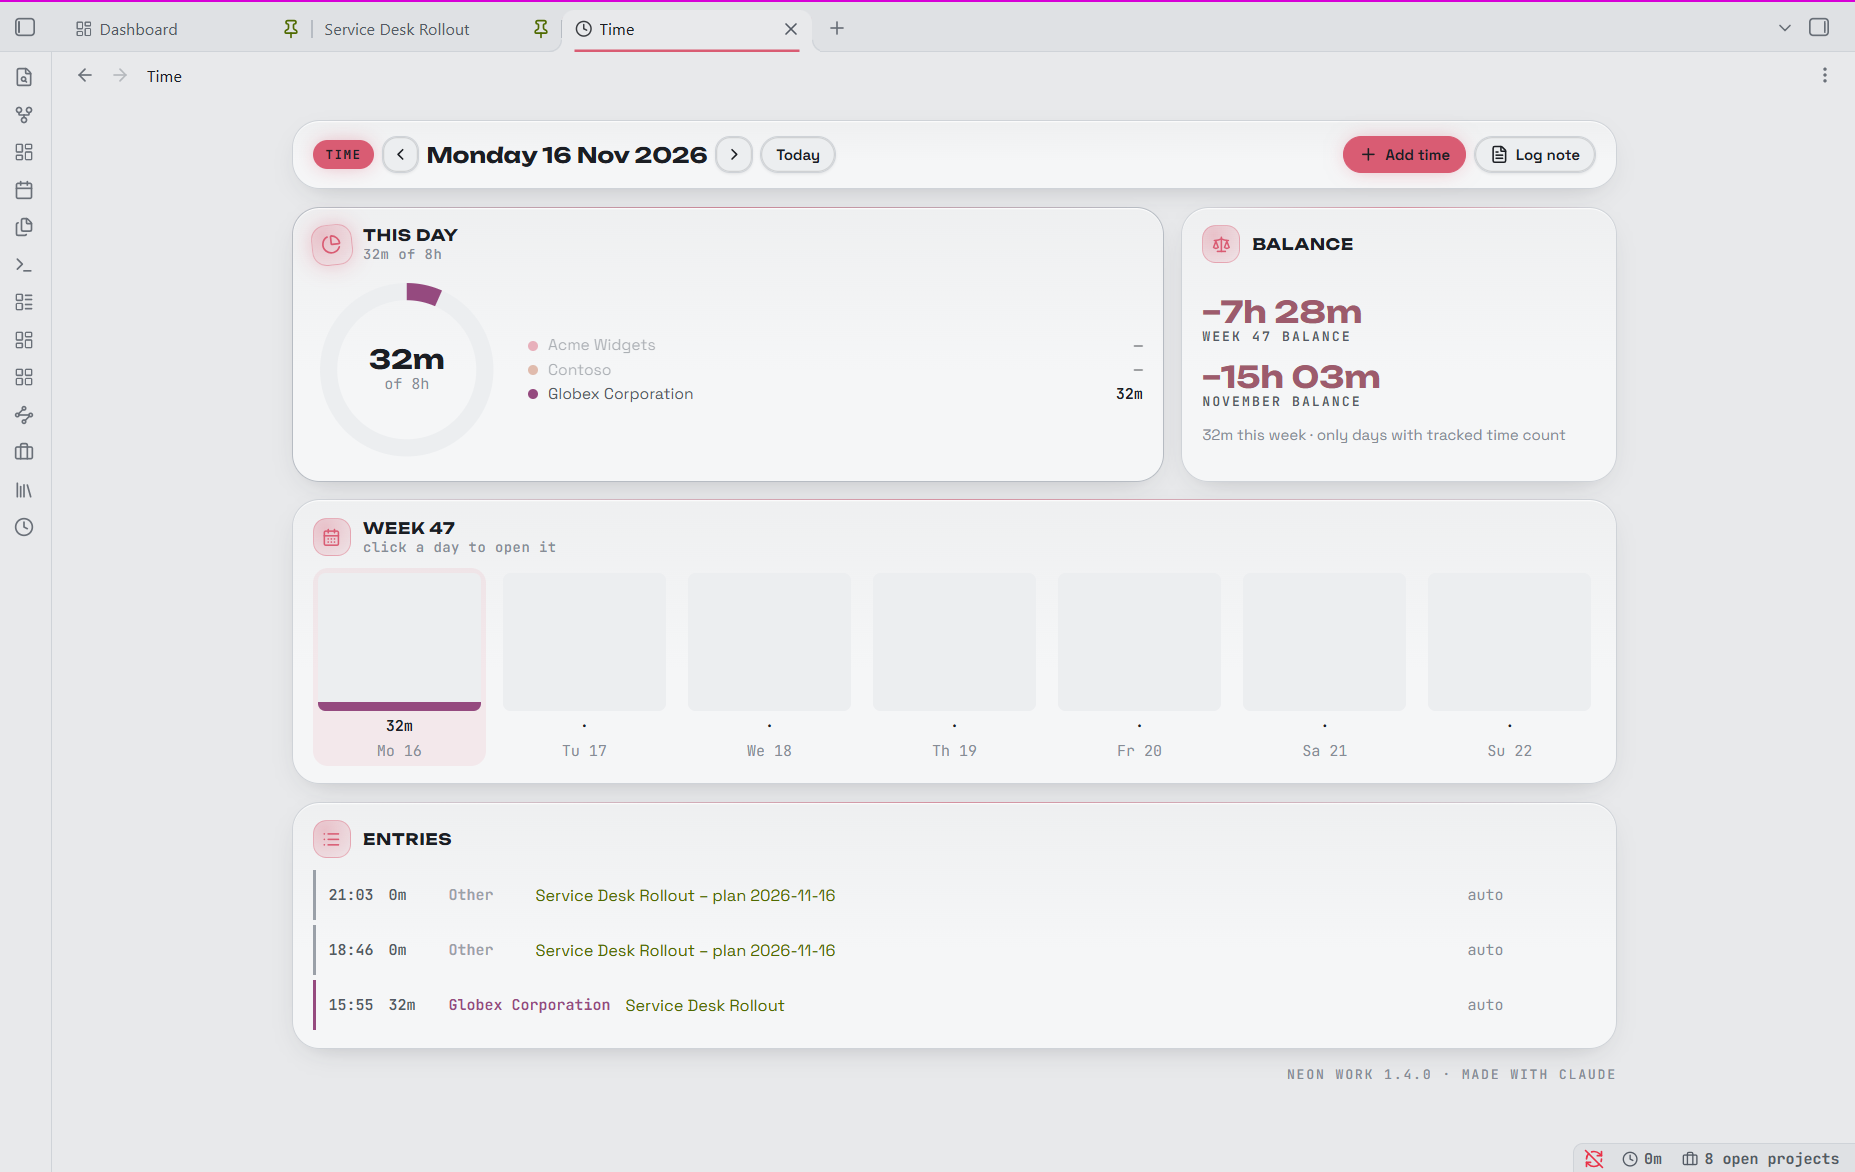 Dashboard
Service Desk Rollout
Time
Time
TIME
Monday 16 Nov 2026
Today
Add time
Log note
THIS DAY
32m of 8h
32m
of 8h
Acme Widgets –
Contoso –
Globex Corporation 32m
BALANCE
−7h 28m
WEEK 47 BALANCE
−15h 03m
NOVEMBER BALANCE
32m this week · only days with tracked time count
WEEK 47
click a day to open it
32m · · · · · ·
Mo 16 Tu 17 We 18 Th 19 Fr 20 Sa 21 Su 22
ENTRIES
21:03 0m Other Service Desk Rollout – plan 2026-11-16 auto
18:46 0m Other Service Desk Rollout – plan 2026-11-16 auto
15:55 32m Globex Corporation Service Desk Rollout auto
NEON WORK 1.4.0 · MADE WITH CLAUDE
0m 8 open projects